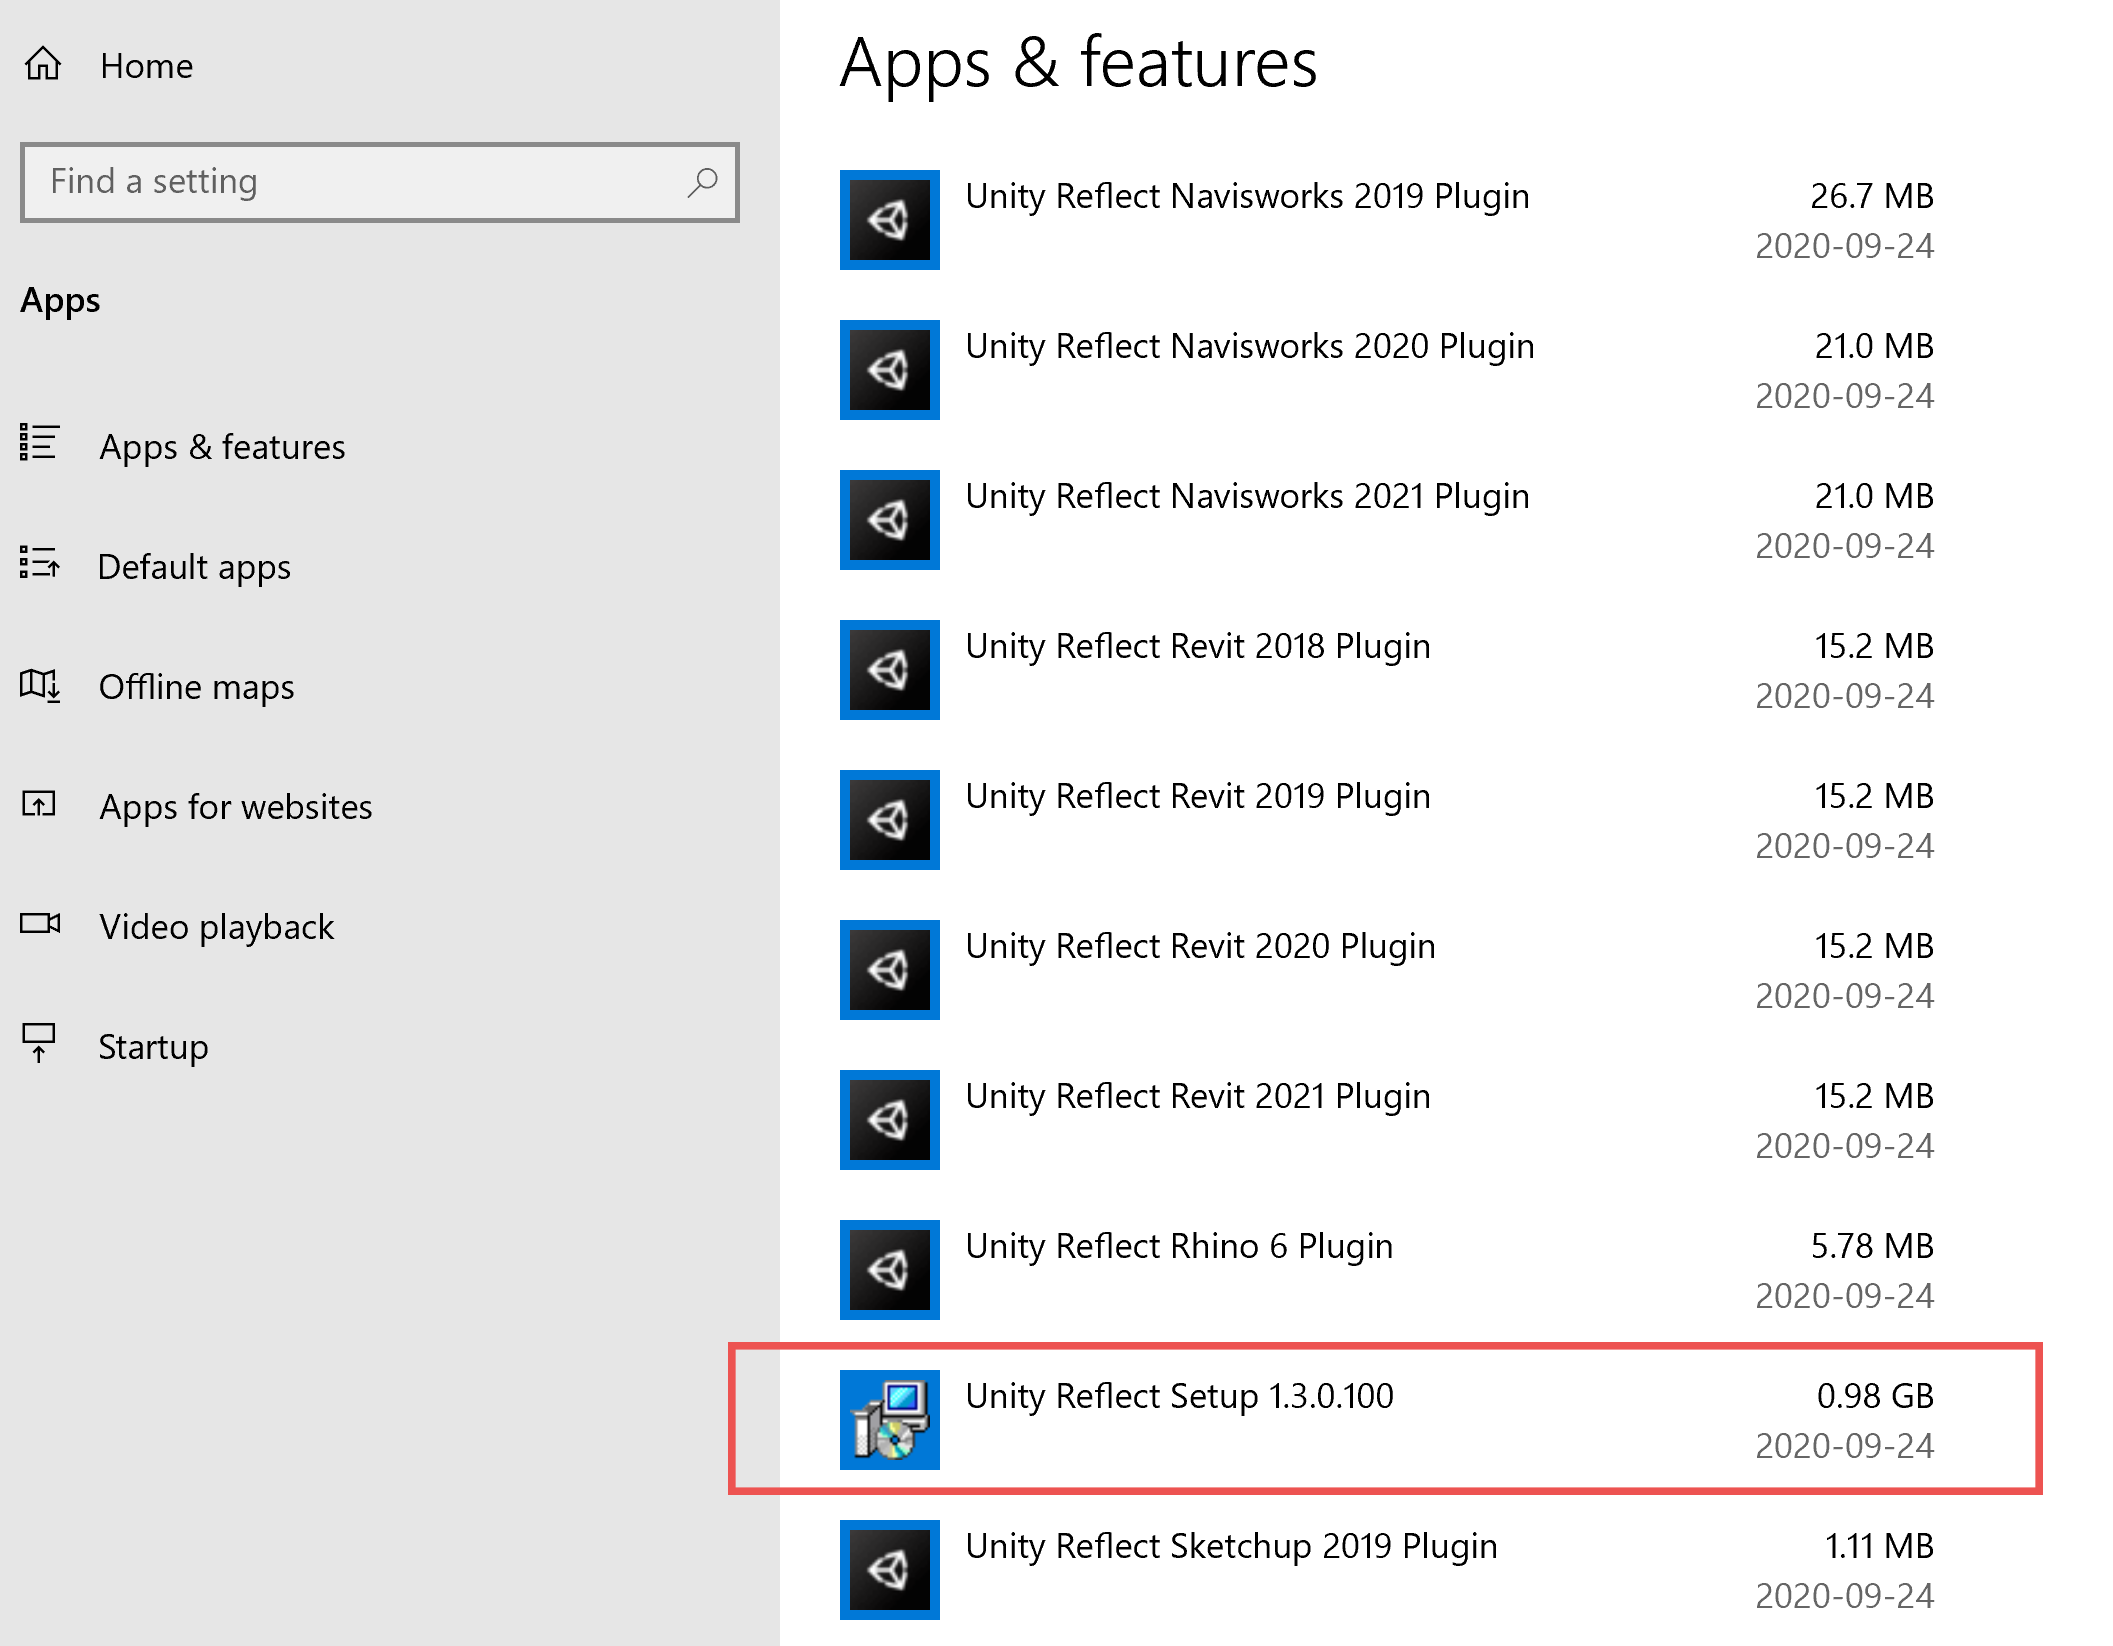 Home
Find a setting
Apps
Apps & features
Default apps
Offline maps
Apps for websites
Video playback
Startup
Apps & features
Unity Reflect Navisworks 2019 Plugin 26.7 MB
2020-09-24
Unity Reflect Navisworks 2020 Plugin 21.0 MB
2020-09-24
Unity Reflect Navisworks 2021 Plugin 21.0 MB
2020-09-24
Unity Reflect Revit 2018 Plugin 15.2 MB
2020-09-24
Unity Reflect Revit 2019 Plugin 15.2 MB
2020-09-24
Unity Reflect Revit 2020 Plugin 15.2 MB
2020-09-24
Unity Reflect Revit 2021 Plugin 15.2 MB
2020-09-24
Unity Reflect Rhino 6 Plugin 5.78 MB
2020-09-24
Unity Reflect Setup 1.3.0.100 0.98 GB
2020-09-24
Unity Reflect Sketchup 2019 Plugin 1.11 MB
2020-09-24